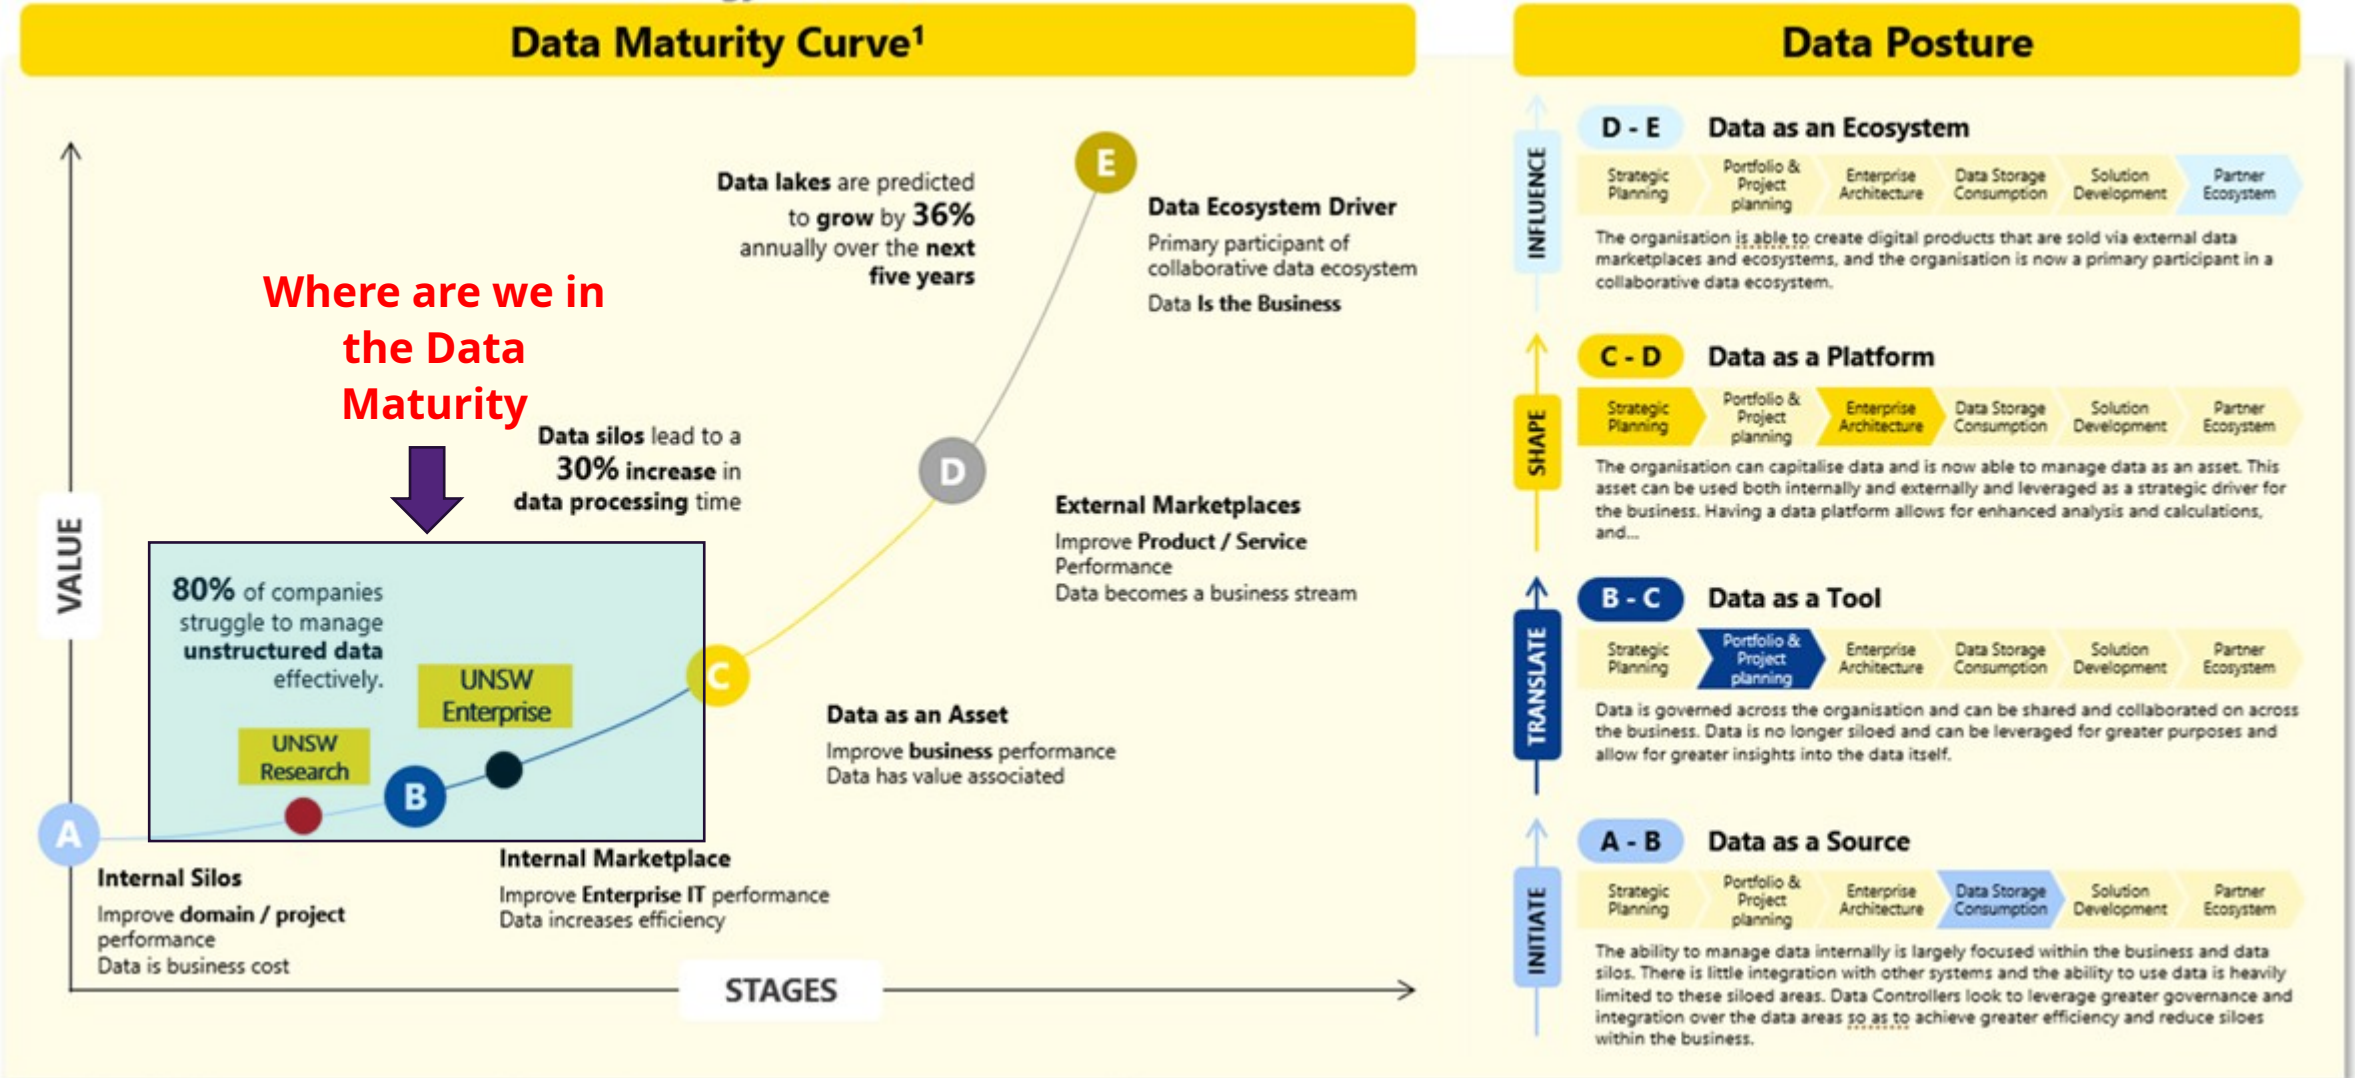 Data Maturity Curve¹
VALUE
STAGES
Where are we in
the Data
Maturity
Data lakes are predicted
to grow by 36%
annually over the next
five years
Data silos lead to a
30% increase in
data processing time
80% of companies
struggle to manage
unstructured data
effectively.
UNSW
Research
UNSW
Enterprise
A
Internal Silos
Improve domain / project
performance
Data is business cost
B
Internal Marketplace
Improve Enterprise IT performance
Data increases efficiency
C
Data as an Asset
Improve business performance
Data has value associated
D
External Marketplaces
Improve Product / Service
Performance
Data becomes a business stream
E
Data Ecosystem Driver
Primary participant of
collaborative data ecosystem
Data Is the Business
Data Posture
INFLUENCE
D - E
Data as an Ecosystem
Strategic
Planning
Portfolio &
Project
planning
Enterprise
Architecture
Data Storage
Consumption
Solution
Development
Partner
Ecosystem
The organisation is able to create digital products that are sold via external data
marketplaces and ecosystems, and the organisation is now a primary participant in a
collaborative data ecosystem.
SHAPE
C - D
Data as a Platform
Strategic
Planning
Portfolio &
Project
planning
Enterprise
Architecture
Data Storage
Consumption
Solution
Development
Partner
Ecosystem
The organisation can capitalise data and is now able to manage data as an asset. This
asset can be used both internally and externally and leveraged as a strategic driver for
the business. Having a data platform allows for enhanced analysis and calculations,
and...
TRANSLATE
B - C
Data as a Tool
Strategic
Planning
Portfolio &
Project
planning
Enterprise
Architecture
Data Storage
Consumption
Solution
Development
Partner
Ecosystem
Data is governed across the organisation and can be shared and collaborated on across
the business. Data is no longer siloed and can be leveraged for greater purposes and
allow for greater insights into the data itself.
INITIATE
A - B
Data as a Source
Strategic
Planning
Portfolio &
Project
planning
Enterprise
Architecture
Data Storage
Consumption
Solution
Development
Partner
Ecosystem
The ability to manage data internally is largely focused within the business and data
silos. There is little integration with other systems and the ability to use data is heavily
limited to these siloed areas. Data Controllers look to leverage greater governance and
integration over the data areas so as to achieve greater efficiency and reduce siloes
within the business.